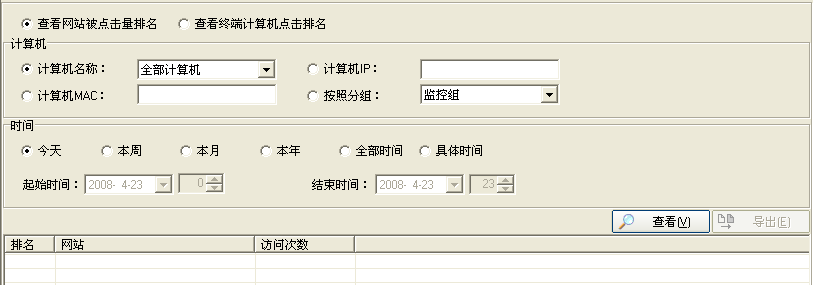 查看网站被点击量排名 查看终端计算机点击排名
计算机
计算机名称： 全部计算机 计算机IP：
计算机MAC： 按照分组： 监控组
时间
今天 本周 本月 本年 全部时间 具体时间
起始时间： 2008- 4-23 0 结束时间： 2008- 4-23 23
查看(V) 导出(E)
排名 网站 访问次数